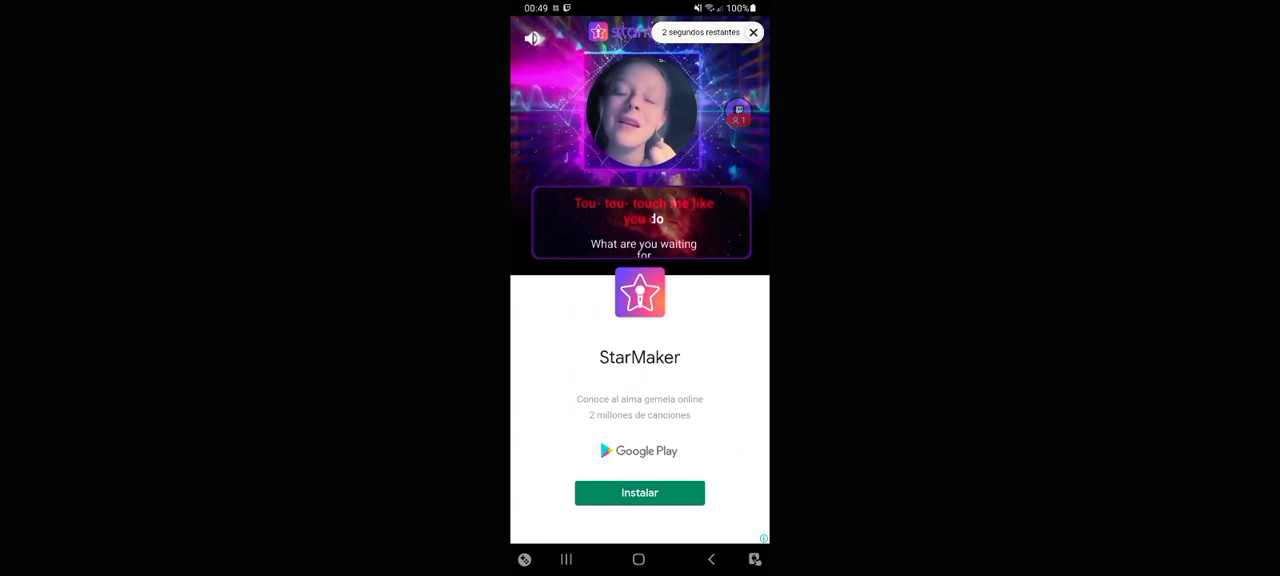 00:49
100%
2 segundos restantes
Tou- tou- touch me like
you do
What are you waiting
for
StarMaker
Conoce al alma gemela online
2 millones de canciones
Google Play
Instalar